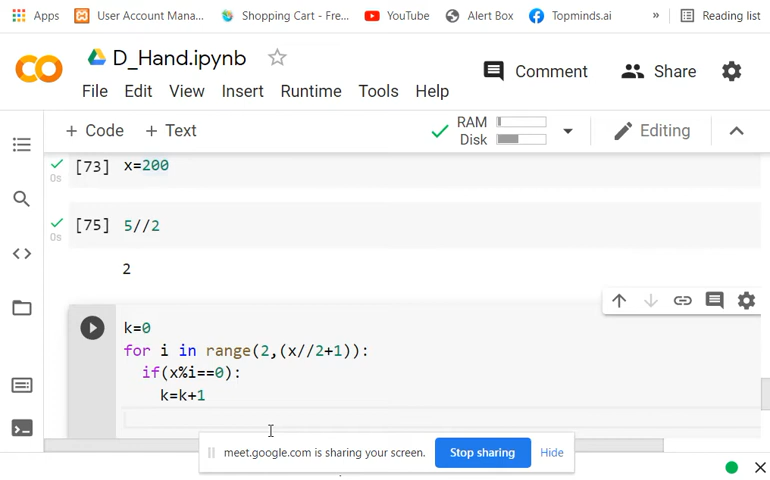 Apps User Account Mana... Shopping Cart - Fre... YouTube Alert Box Topminds.ai » Reading list
CO D_Hand.ipynb Comment Share
File Edit View Insert Runtime Tools Help
+ Code + Text RAM Disk Editing
[73] x=200
0s
[75] 5//2
0s
2
k=0
for i in range(2,(x//2+1)):
if(x%i==0):
k=k+1
meet.google.com is sharing your screen. Stop sharing Hide